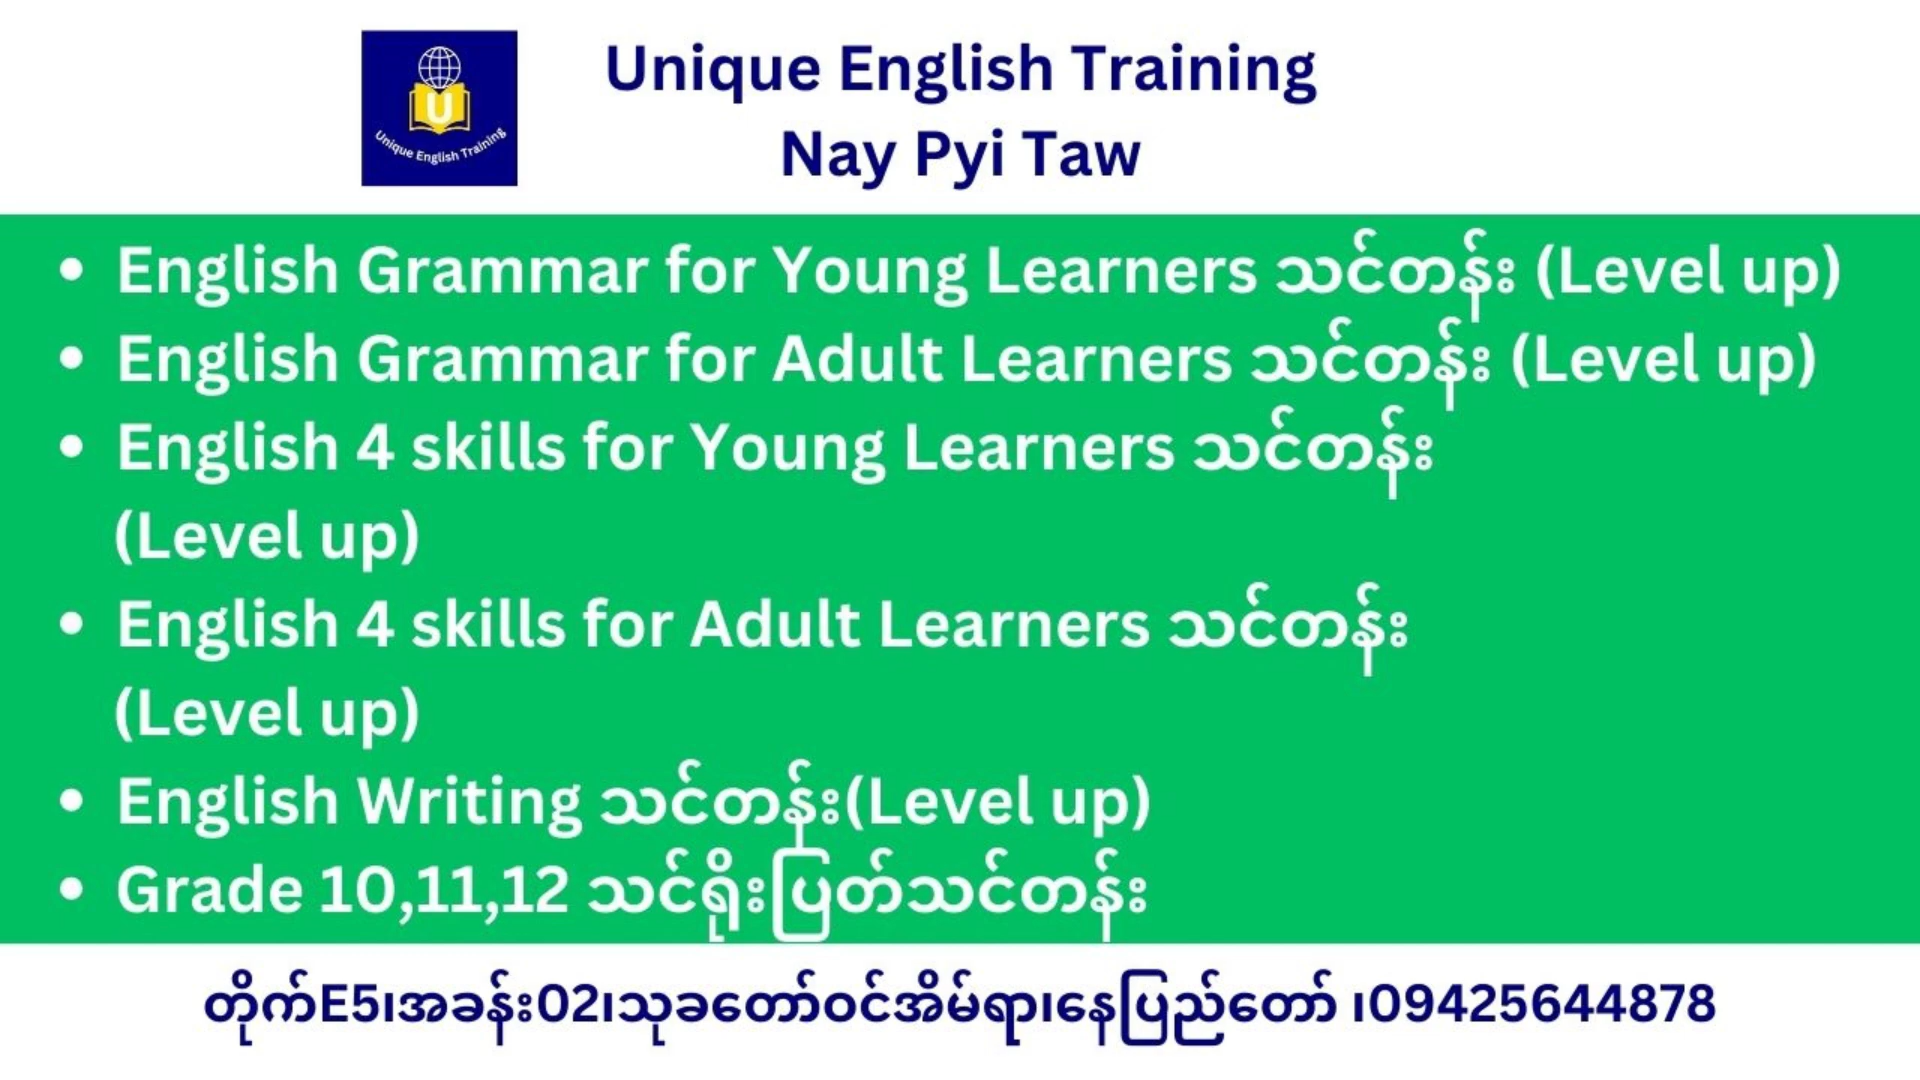 U
Unique English Training
Unique English Training
Nay Pyi Taw
• English Grammar for Young Learners သင်တန်း (Level up)
• English Grammar for Adult Learners သင်တန်း (Level up)
• English 4 skills for Young Learners သင်တန်း
(Level up)
• English 4 skills for Adult Learners သင်တန်း
(Level up)
• English Writing သင်တန်း(Level up)
• Grade 10,11,12 သင်ရိုးပြတ်သင်တန်း
တိုက်E5၊အခန်း02၊သုခတော်ဝင်အိမ်ရာ၊နေပြည်တော် ၊09425644878